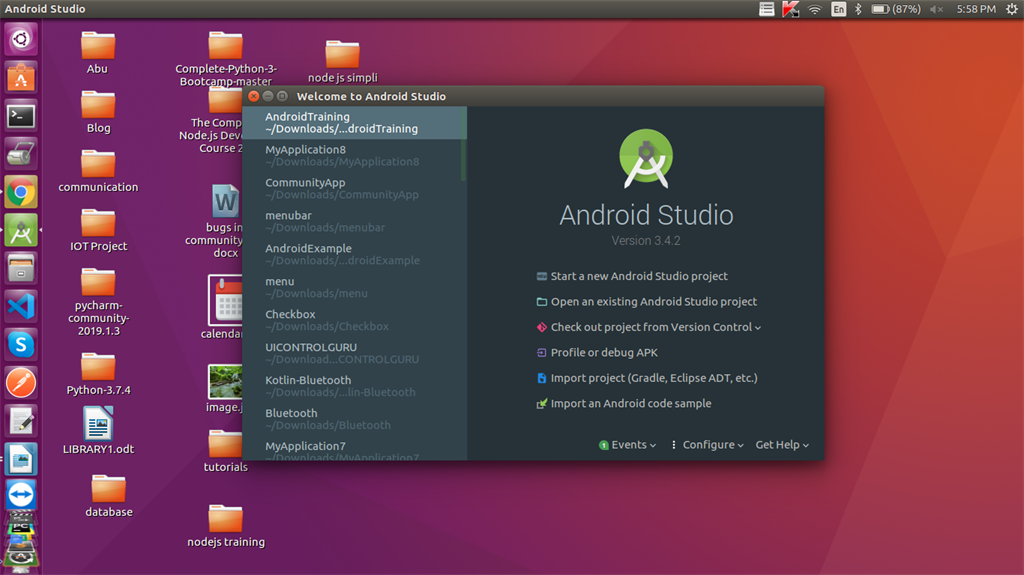 Android Studio
En
(87%)
5:58 PM
Abu
Complete-Python-3-
Bootcamp-master
node js simpli
Blog
The Comp
Node.js Deve
Course 2
communication
bugs in
community
docx
IOT Project
pycharm-
community-
2019.1.3
calendar
Python-3.7.4
image.j
LIBRARY1.odt
tutorials
database
nodejs training
Welcome to Android Studio
AndroidTraining
~/Downloads/...droidTraining
MyApplication8
~/Downloads/MyApplication8
CommunityApp
~/Downloads/CommunityApp
menubar
~/Downloads/menubar
AndroidExample
~/Downloads/...droidExample
menu
~/Downloads/menu
Checkbox
~/Downloads/Checkbox
UICONTROLGURU
~/Download...CONTROLGURU
Kotlin-Bluetooth
~/Downloads/...lin-Bluetooth
Bluetooth
~/Downloads/Bluetooth
MyApplication7
~/Downloads/MyApplication7
Android Studio
Version 3.4.2
Start a new Android Studio project
Open an existing Android Studio project
Check out project from Version Control
Profile or debug APK
Import project (Gradle, Eclipse ADT, etc.)
Import an Android code sample
1 Events
Configure
Get Help